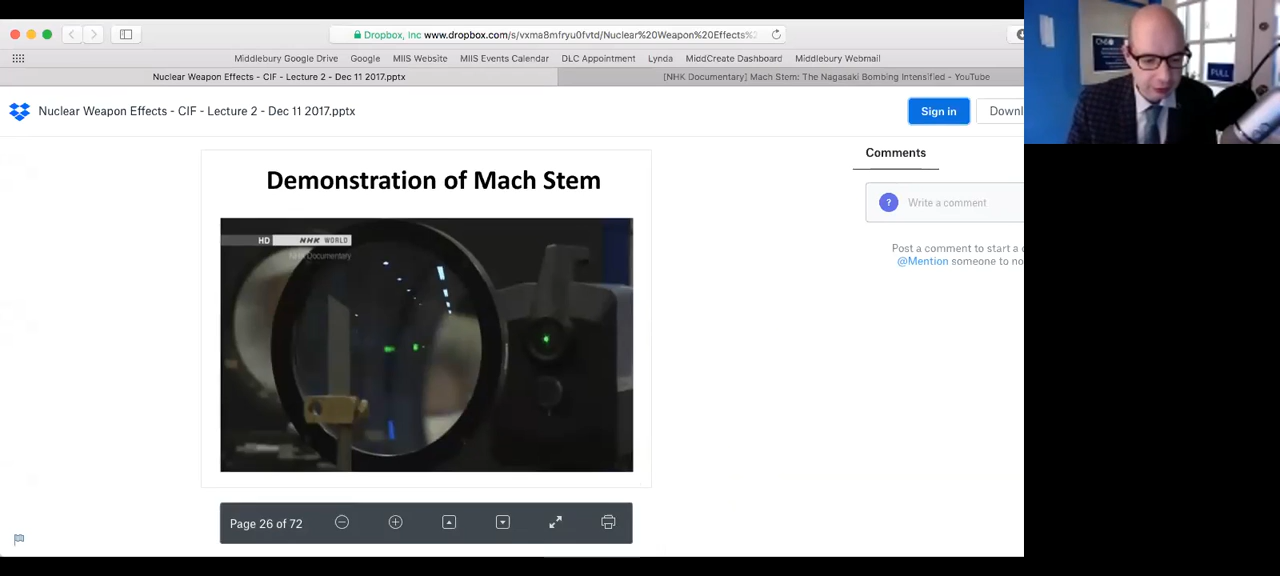 Dropbox, Inc www.dropbox.com/s/vxma8mfryu0fvtd/Nuclear%20Weapon%20Effects%2
Middlebury Google Drive Google MIIS Website MIIS Events Calendar DLC Appointment Lynda MiddCreate Dashboard Middlebury Webmail
Nuclear Weapon Effects - CIF - Lecture 2 - Dec 11 2017.pptx [NHK Documentary] Mach Stem: The Nagasaki Bombing Intensified - YouTube
Nuclear Weapon Effects - CIF - Lecture 2 - Dec 11 2017.pptx
Sign in
Downl
Comments
Demonstration of Mach Stem
?
Write a comment
HD NHK WORLD
NHK Documentary
Post a comment to start a
@Mention someone to no
Page 26 of 72
CNS
PULL